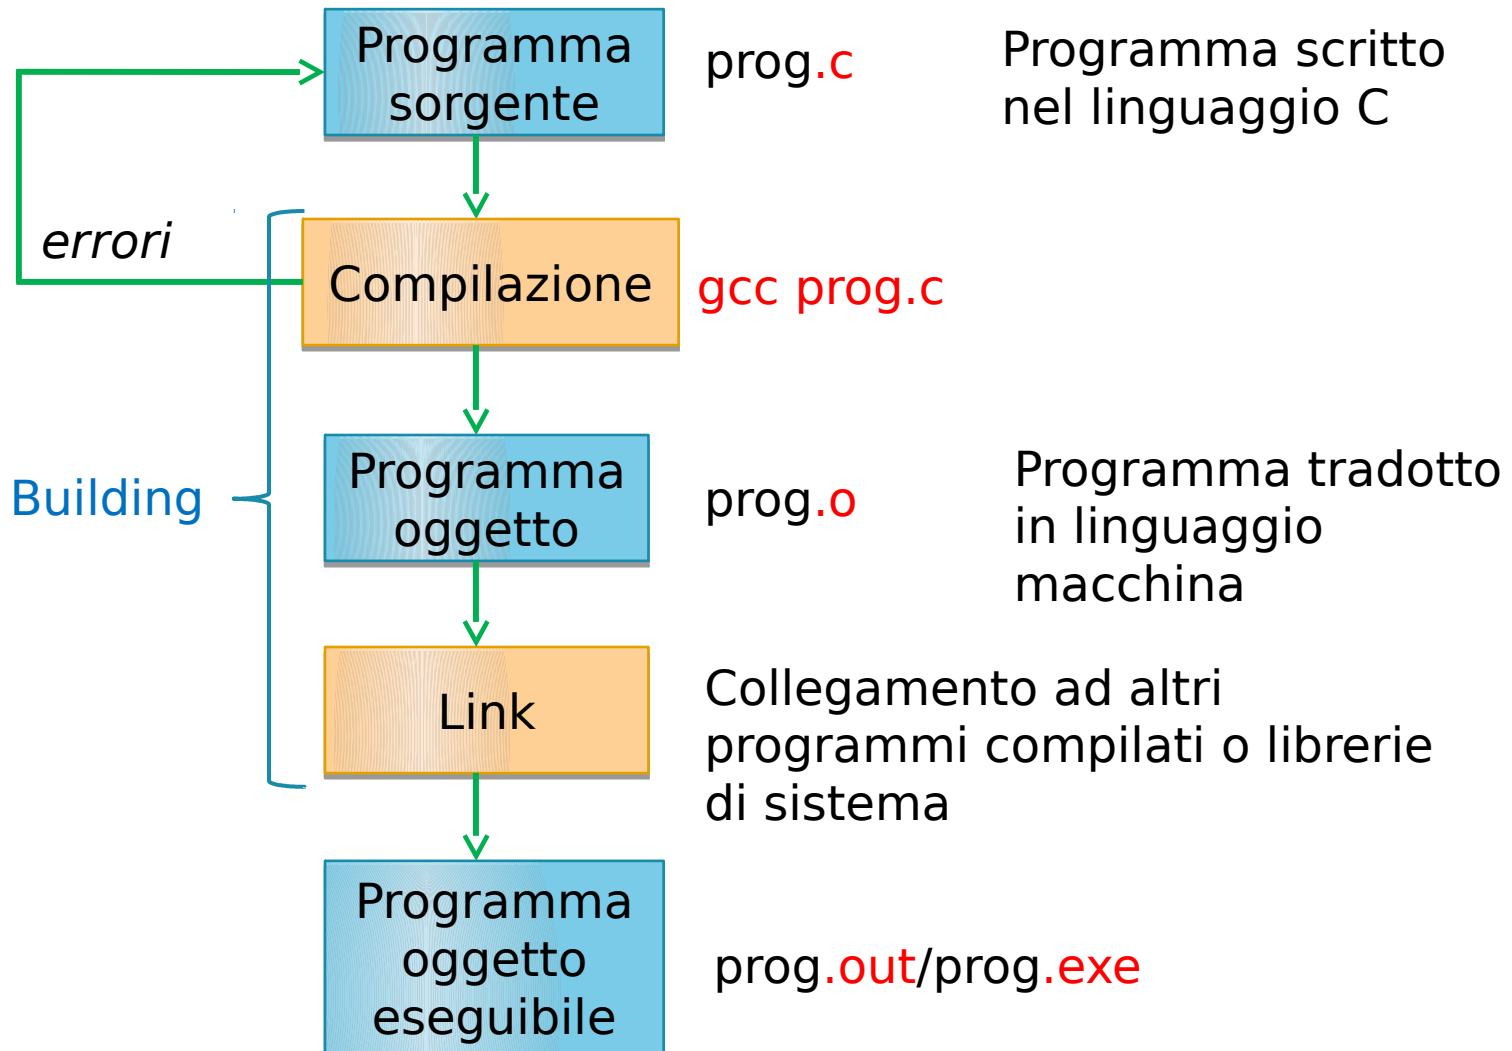 Programma
sorgente
prog.c
Programma scritto
nel linguaggio C
errori
Compilazione
gcc prog.c
Building
Programma
oggetto
prog.o
Programma tradotto
in linguaggio
macchina
Link
Collegamento ad altri
programmi compilati o librerie
di sistema
Programma
oggetto
eseguibile
prog.out/prog.exe